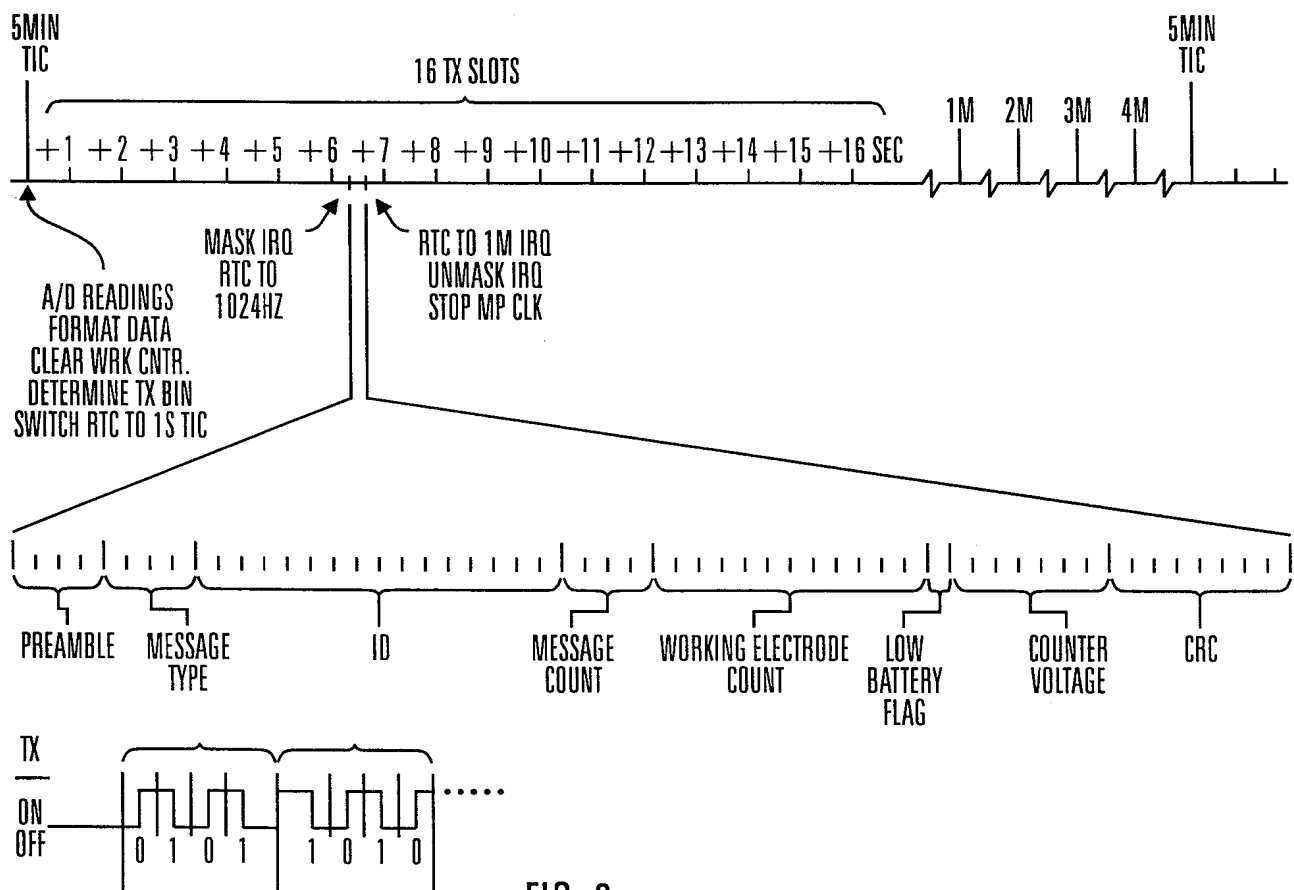 5MIN
TIC
5MIN
TIC
16 TX SLOTS
1M 2M 3M 4M
+1 +2 +3 +4 +5 +6 +7 +8 +9 +10 +11 +12 +13 +14 +15 +16 SEC
MASK IRQ
RTC TO
1024HZ
RTC TO 1M IRQ
UNMASK IRQ
STOP MP CLK
A/D READINGS
FORMAT DATA
CLEAR WRK CNTR.
DETERMINE TX BIN
SWITCH RTC TO 1S TIC
PREAMBLE
MESSAGE
TYPE
ID
MESSAGE
COUNT
WORKING ELECTRODE
COUNT
LOW
BATTERY
FLAG
COUNTER
VOLTAGE
CRC
TX
ON
OFF
0 1 0 1 1 0 1 0